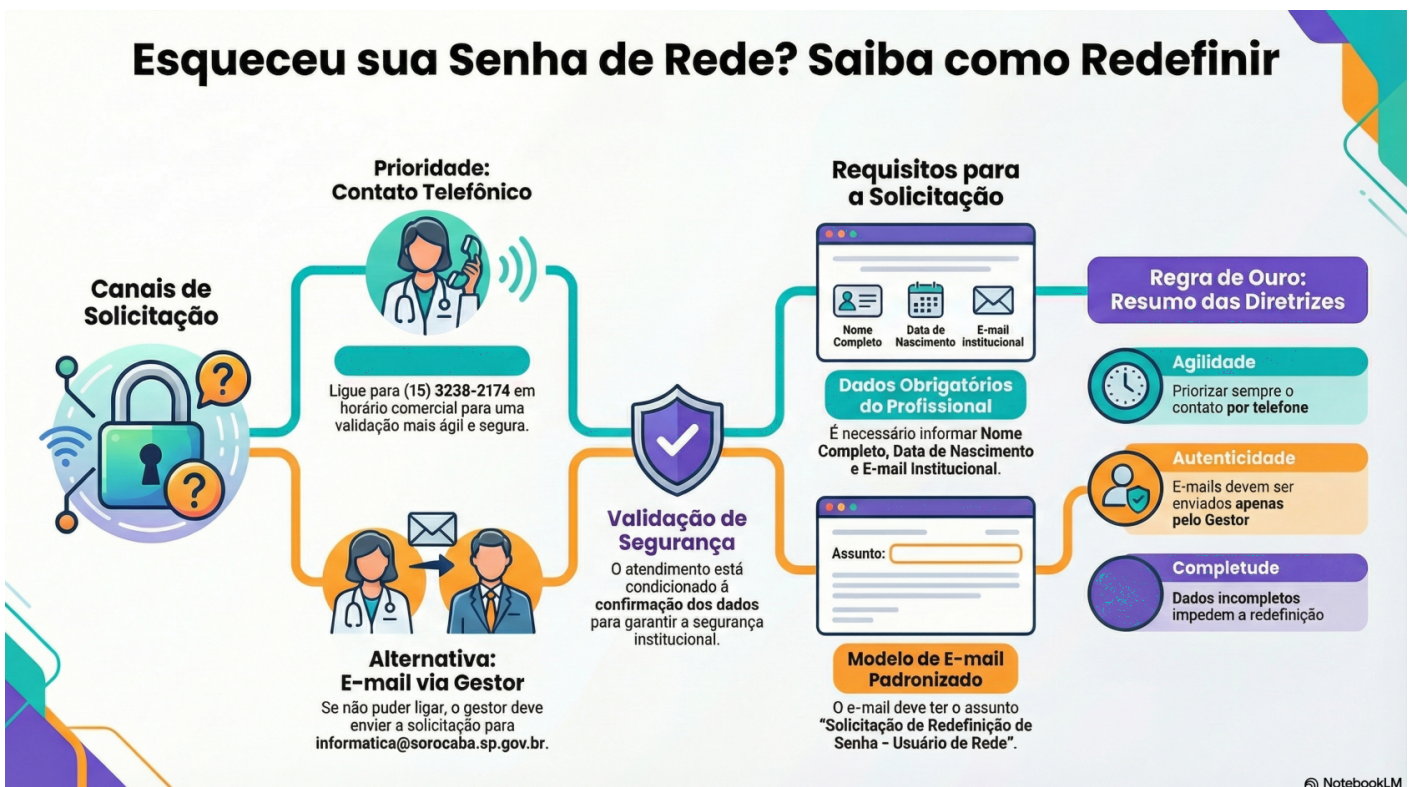 Esqueceu sua Senha de Rede? Saiba como Redefinir
Canais de
Solicitação
Prioridade:
Contato Telefônico
Ligue para (15) 3238-2174 em
horário comercial para uma
validação mais ágil e segura.
Alternativa:
E-mail via Gestor
Se não puder ligar, o gestor deve
envier a solicitação para
informatica@sorocaba.sp.gov.br.
Validação de
Segurança
O atendimento está
condicionado á
confirmação dos dados
para garantir a segurança
institucional.
Requisitos para
a Solicitação
Nome
Completo
Data de
Nascimento
E-mail
institucional
Dados Obrigatórios
do Profissional
É necessário informar Nome
Completo, Data de Nascimento
e E-mail Institucional.
Assunto:
Modelo de E-mail
Padronizado
O e-mail deve ter o assunto
“Solicitação de Redefinição de
Senha – Usuário de Rede”.
Regra de Ouro:
Resumo das Diretrizes
Agilidade
Priorizar sempre o
contato por telefone
Autenticidade
E-mails devem ser
enviados apenas
pelo Gestor
Completude
Dados incompletos
impedem a redefinição
NotebookLM